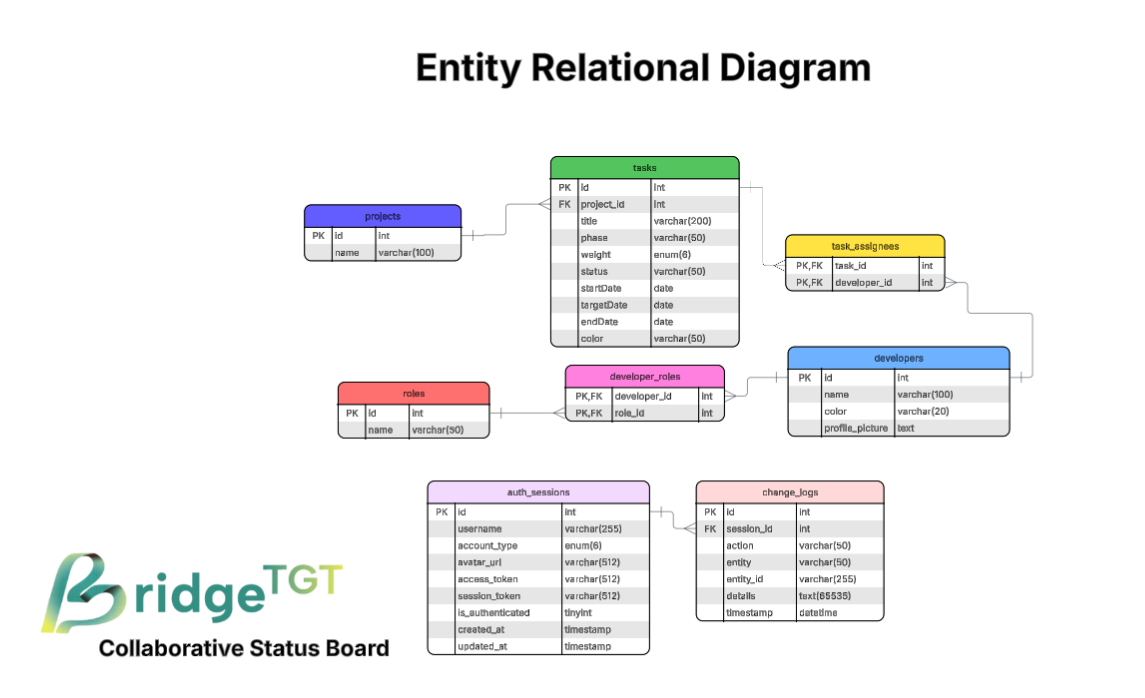 Entity Relational Diagram
tasks
PK id int
FK project_id int
title varchar(200)
phase varchar(50)
weight enum(6)
status varchar(50)
startDate date
targetDate date
endDate date
color varchar(50)
projects
PK id int
name varchar(100)
task_assignees
PK,FK task_id int
PK,FK developer_id int
developers
PK id int
name varchar(100)
color varchar(20)
profile_picture text
developer_roles
PK,FK developer_id int
PK,FK role_id int
roles
PK id int
name varchar(50)
auth_sessions
PK id int
username varchar(255)
account_type enum(6)
avatar_url varchar(512)
access_token varchar(512)
session_token varchar(512)
is_authenticated tinyint
created_at timestamp
updated_at timestamp
change_logs
PK id int
FK session_id int
action varchar(50)
entity varchar(50)
entity_id varchar(255)
details text(65535)
timestamp datetime
BridgeTGT
Collaborative Status Board